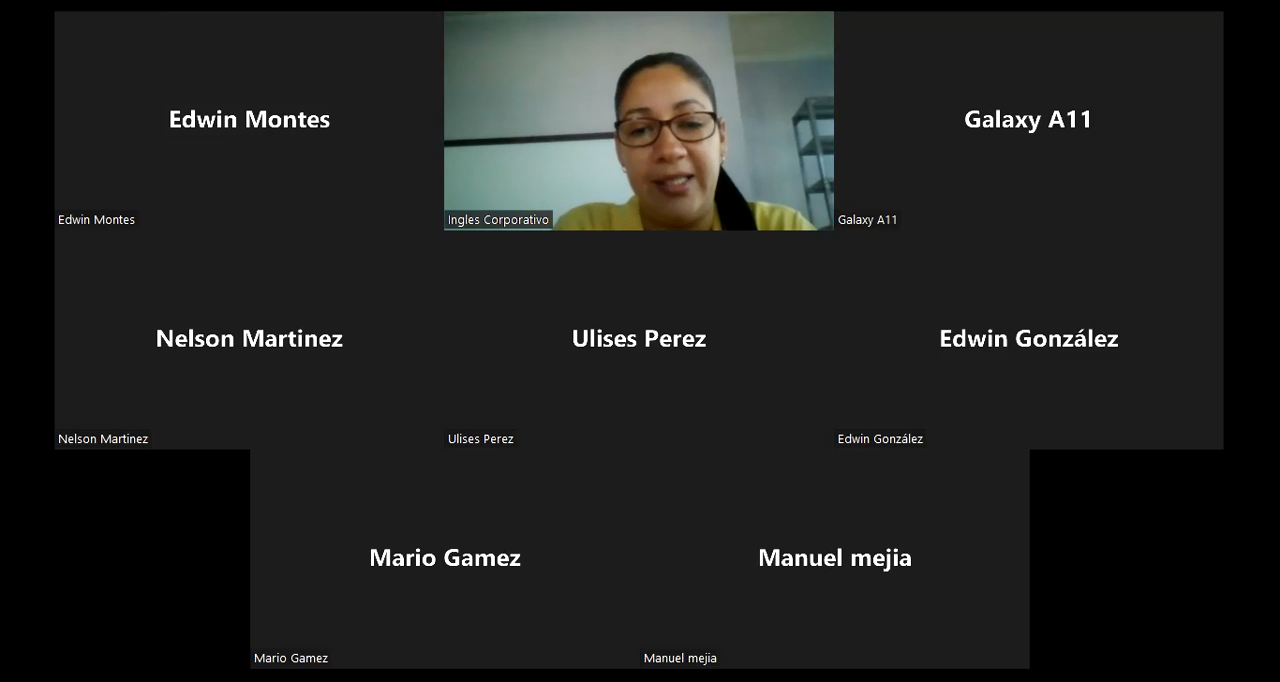 Edwin Montes
Edwin Montes
Ingles Corporativo
Galaxy A11
Galaxy A11
Nelson Martinez
Nelson Martinez
Ulises Perez
Ulises Perez
Edwin González
Edwin González
Mario Gamez
Mario Gamez
Manuel mejia
Manuel mejia